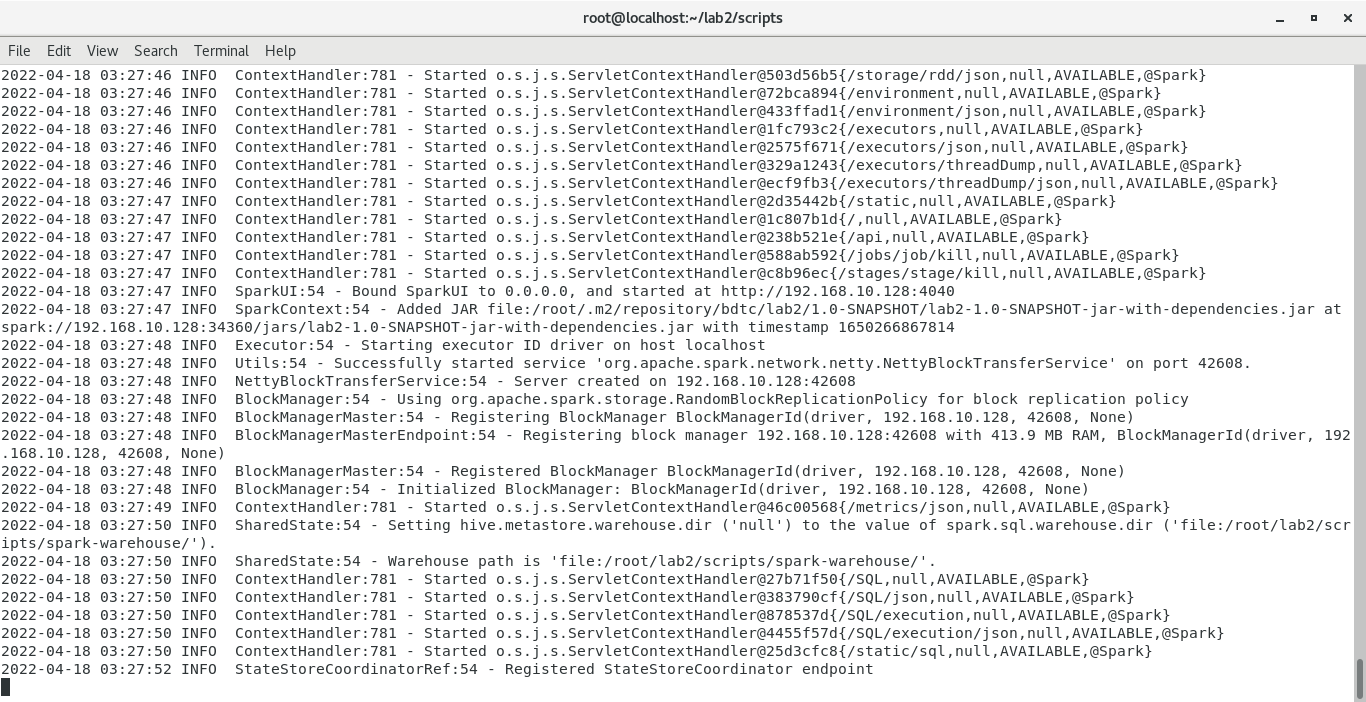 root@localhost:~/lab2/scripts
File Edit View Search Terminal Help
2022-04-18 03:27:46 INFO  ContextHandler:781 - Started o.s.j.s.ServletContextHandler@503d56b5{/storage/rdd/json,null,AVAILABLE,@Spark}
2022-04-18 03:27:46 INFO  ContextHandler:781 - Started o.s.j.s.ServletContextHandler@72bca894{/environment,null,AVAILABLE,@Spark}
2022-04-18 03:27:46 INFO  ContextHandler:781 - Started o.s.j.s.ServletContextHandler@433ffad1{/environment/json,null,AVAILABLE,@Spark}
2022-04-18 03:27:46 INFO  ContextHandler:781 - Started o.s.j.s.ServletContextHandler@1fc793c2{/executors,null,AVAILABLE,@Spark}
2022-04-18 03:27:46 INFO  ContextHandler:781 - Started o.s.j.s.ServletContextHandler@2575f671{/executors/json,null,AVAILABLE,@Spark}
2022-04-18 03:27:46 INFO  ContextHandler:781 - Started o.s.j.s.ServletContextHandler@329a1243{/executors/threadDump,null,AVAILABLE,@Spark}
2022-04-18 03:27:46 INFO  ContextHandler:781 - Started o.s.j.s.ServletContextHandler@ecf9fb3{/executors/threadDump/json,null,AVAILABLE,@Spark}
2022-04-18 03:27:47 INFO  ContextHandler:781 - Started o.s.j.s.ServletContextHandler@2d35442b{/static,null,AVAILABLE,@Spark}
2022-04-18 03:27:47 INFO  ContextHandler:781 - Started o.s.j.s.ServletContextHandler@1c807b1d{/,null,AVAILABLE,@Spark}
2022-04-18 03:27:47 INFO  ContextHandler:781 - Started o.s.j.s.ServletContextHandler@238b521e{/api,null,AVAILABLE,@Spark}
2022-04-18 03:27:47 INFO  ContextHandler:781 - Started o.s.j.s.ServletContextHandler@588ab592{/jobs/job/kill,null,AVAILABLE,@Spark}
2022-04-18 03:27:47 INFO  ContextHandler:781 - Started o.s.j.s.ServletContextHandler@c8b96ec{/stages/stage/kill,null,AVAILABLE,@Spark}
2022-04-18 03:27:47 INFO  SparkUI:54 - Bound SparkUI to 0.0.0.0, and started at http://192.168.10.128:4040
2022-04-18 03:27:47 INFO  SparkContext:54 - Added JAR file:/root/.m2/repository/bdtc/lab2/1.0-SNAPSHOT/lab2-1.0-SNAPSHOT-jar-with-dependencies.jar at
spark://192.168.10.128:34360/jars/lab2-1.0-SNAPSHOT-jar-with-dependencies.jar with timestamp 1650266867814
2022-04-18 03:27:48 INFO  Executor:54 - Starting executor ID driver on host localhost
2022-04-18 03:27:48 INFO  Utils:54 - Successfully started service 'org.apache.spark.network.netty.NettyBlockTransferService' on port 42608.
2022-04-18 03:27:48 INFO  NettyBlockTransferService:54 - Server created on 192.168.10.128:42608
2022-04-18 03:27:48 INFO  BlockManager:54 - Using org.apache.spark.storage.RandomBlockReplicationPolicy for block replication policy
2022-04-18 03:27:48 INFO  BlockManagerMaster:54 - Registering BlockManager BlockManagerId(driver, 192.168.10.128, 42608, None)
2022-04-18 03:27:48 INFO  BlockManagerMasterEndpoint:54 - Registering block manager 192.168.10.128:42608 with 413.9 MB RAM, BlockManagerId(driver, 192
.168.10.128, 42608, None)
2022-04-18 03:27:48 INFO  BlockManagerMaster:54 - Registered BlockManager BlockManagerId(driver, 192.168.10.128, 42608, None)
2022-04-18 03:27:48 INFO  BlockManager:54 - Initialized BlockManager: BlockManagerId(driver, 192.168.10.128, 42608, None)
2022-04-18 03:27:49 INFO  ContextHandler:781 - Started o.s.j.s.ServletContextHandler@46c00568{/metrics/json,null,AVAILABLE,@Spark}
2022-04-18 03:27:50 INFO  SharedState:54 - Setting hive.metastore.warehouse.dir ('null') to the value of spark.sql.warehouse.dir ('file:/root/lab2/scr
ipts/spark-warehouse/').
2022-04-18 03:27:50 INFO  SharedState:54 - Warehouse path is 'file:/root/lab2/scripts/spark-warehouse/'.
2022-04-18 03:27:50 INFO  ContextHandler:781 - Started o.s.j.s.ServletContextHandler@27b71f50{/SQL,null,AVAILABLE,@Spark}
2022-04-18 03:27:50 INFO  ContextHandler:781 - Started o.s.j.s.ServletContextHandler@383790cf{/SQL/json,null,AVAILABLE,@Spark}
2022-04-18 03:27:50 INFO  ContextHandler:781 - Started o.s.j.s.ServletContextHandler@878537d{/SQL/execution,null,AVAILABLE,@Spark}
2022-04-18 03:27:50 INFO  ContextHandler:781 - Started o.s.j.s.ServletContextHandler@4455f57d{/SQL/execution/json,null,AVAILABLE,@Spark}
2022-04-18 03:27:50 INFO  ContextHandler:781 - Started o.s.j.s.ServletContextHandler@25d3cfc8{/static/sql,null,AVAILABLE,@Spark}
2022-04-18 03:27:52 INFO  StateStoreCoordinatorRef:54 - Registered StateStoreCoordinator endpoint